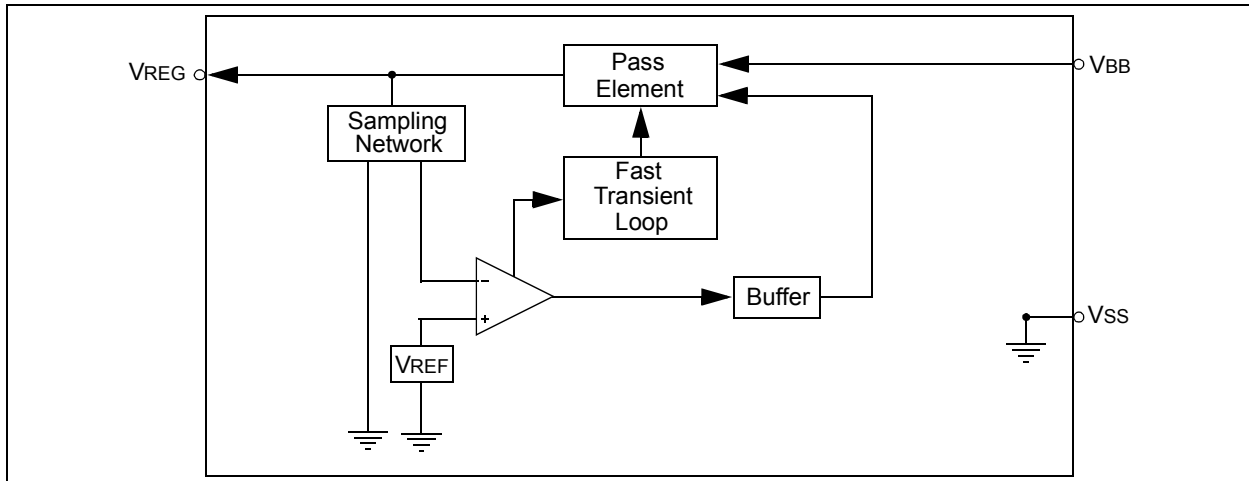 Pass
Element
VREG
VBB
Sampling
Network
Fast
Transient
Loop
-
+
Buffer
VSS
VREF